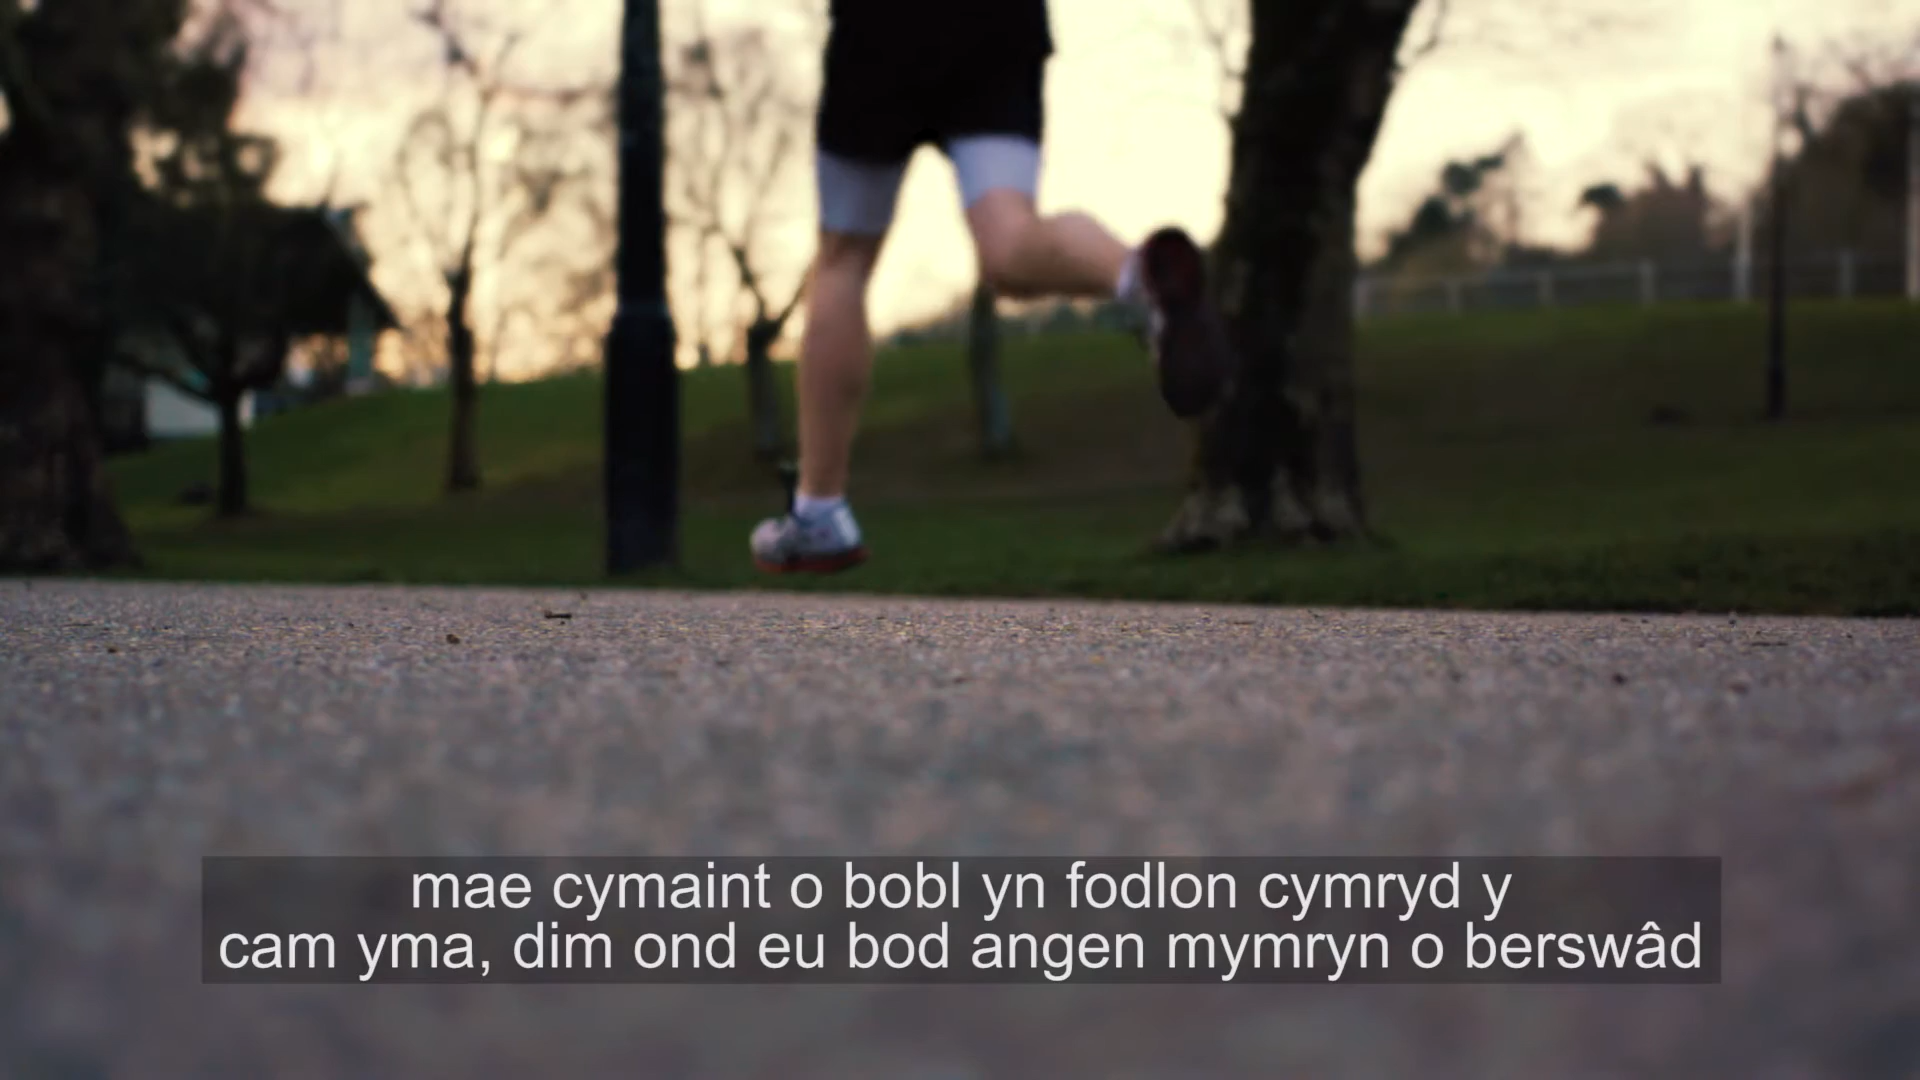 mae cymaint o bobl yn fodlon cymryd y
cam yma, dim ond eu bod angen mymryn o berswâd